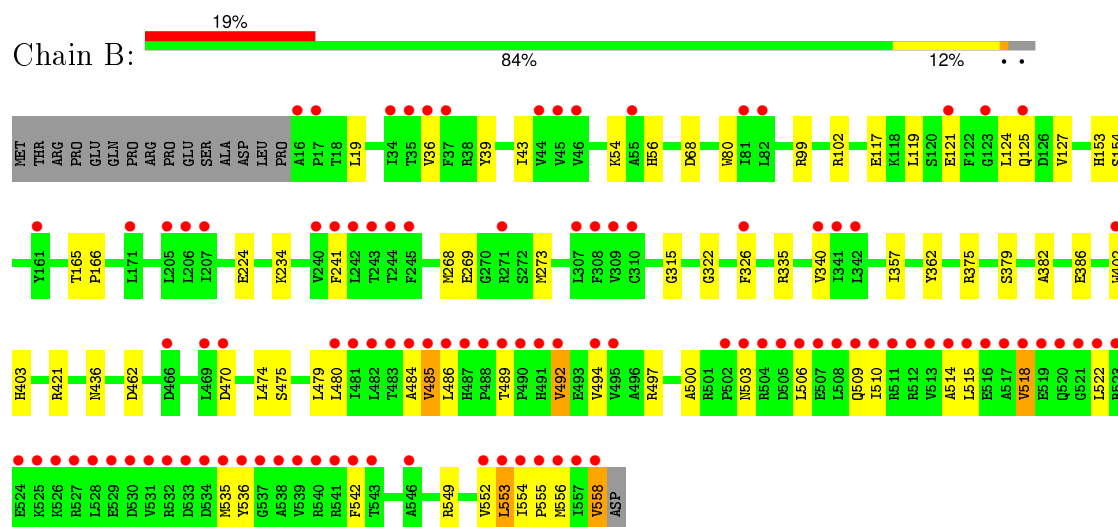 19%
Chain B:
84% 12% • •
MET THR ARG PRO GLU GLN PRO ARG PRO GLU SER ALA ASP LEU PRO A16 P17 T18 L19 I34 T35 V36 F37 R38 Y39 I43 V44 V45 V46 K54 A55 H56 D68 W80 I81 L82 R99 R102 E117 K118 L119 S120 E121 F122 G123 L124 Q125 D126 V127 H153 S154
Y161 T165 P166 L171 L205 L206 I207 E224 K234 V240 F241 L242 T243 T244 F245 M268 E269 G270 R271 S272 M273 L307 F308 V309 C310 G315 G322 F326 R335 V340 I341 L342 I357 Y362 R375 S379 A382 E386 W402
H403 R421 N436 D462 D466 L469 D470 L474 S475 L479 L480 I481 L482 T483 A484 V485 L486 H487 P488 T489 P490 H491 V492 E493 V494 V495 A496 R497 A500 R501 P502 N503 R504 D505 L506 E507 L508 Q509 I510 R511 R512 V513 A514 L515 E516 A517 V518 E519 Q520 G521 L522 R523
E524 K525 K526 R527 L528 E529 D530 V531 R532 D533 D534 M535 Y536 G537 A538 V539 R540 R541 F542 T543 A546 R549 V552 L553 I554 P555 M556 I557 V558 ASP